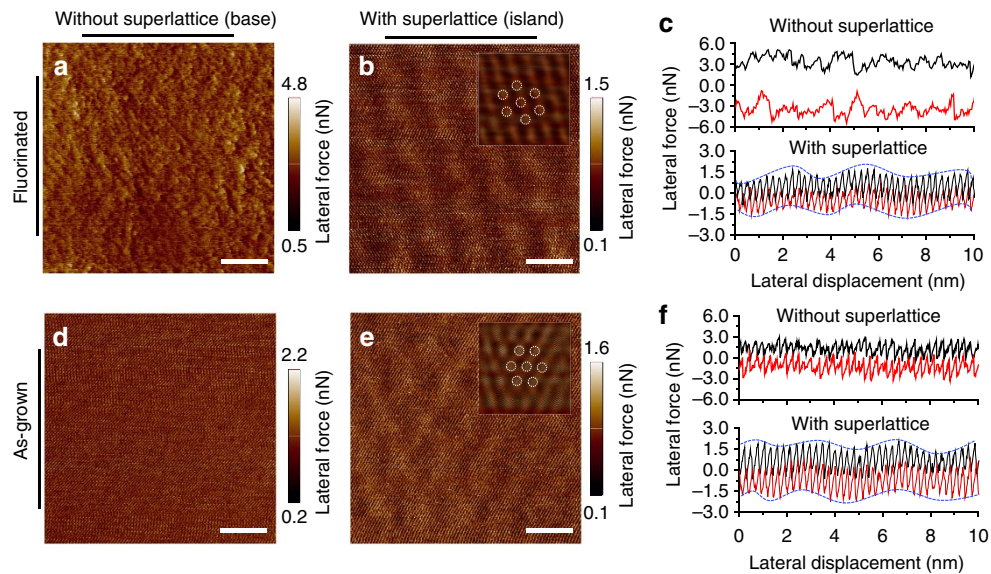 Without superlattice (base)
With superlattice (island)
Fluorinated
As-grown
a
4.8
Lateral force (nN)
0.5
b
1.5
Lateral force (nN)
0.1
c
Without superlattice
6.0
3.0
0.0
−3.0
−6.0
With superlattice
3.0
1.5
0.0
−1.5
−3.0
Lateral force (nN)
0 2 4 6 8 10
Lateral displacement (nm)
d
2.2
Lateral force (nN)
0.2
e
1.6
Lateral force (nN)
0.1
f
Without superlattice
6.0
3.0
0.0
−3.0
−6.0
With superlattice
3.0
1.5
0.0
−1.5
−3.0
Lateral force (nN)
0 2 4 6 8 10
Lateral displacement (nm)